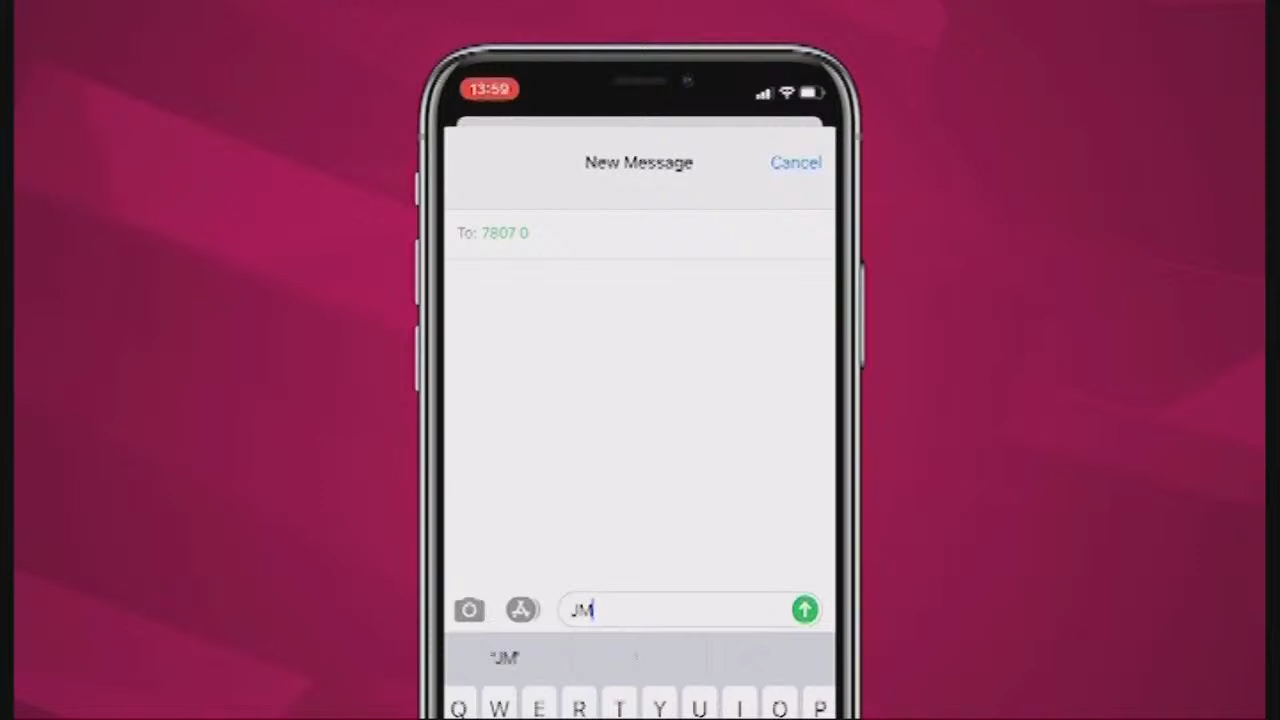 13:59
New Message
Cancel
To: 7807 0
JM
"JM"
Q W E R T Y U I O P